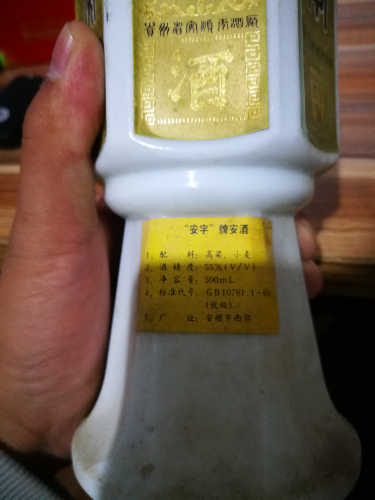 贵州省安顺市酒厰
酒
“安字”牌安酒
1、配 料：高粱、小麦
2、酒精度：55%(V/V)
3、净容量：500mL
4、标准代号：GB10781.1-89
(优级)
5、厂 址：安顺市西郊